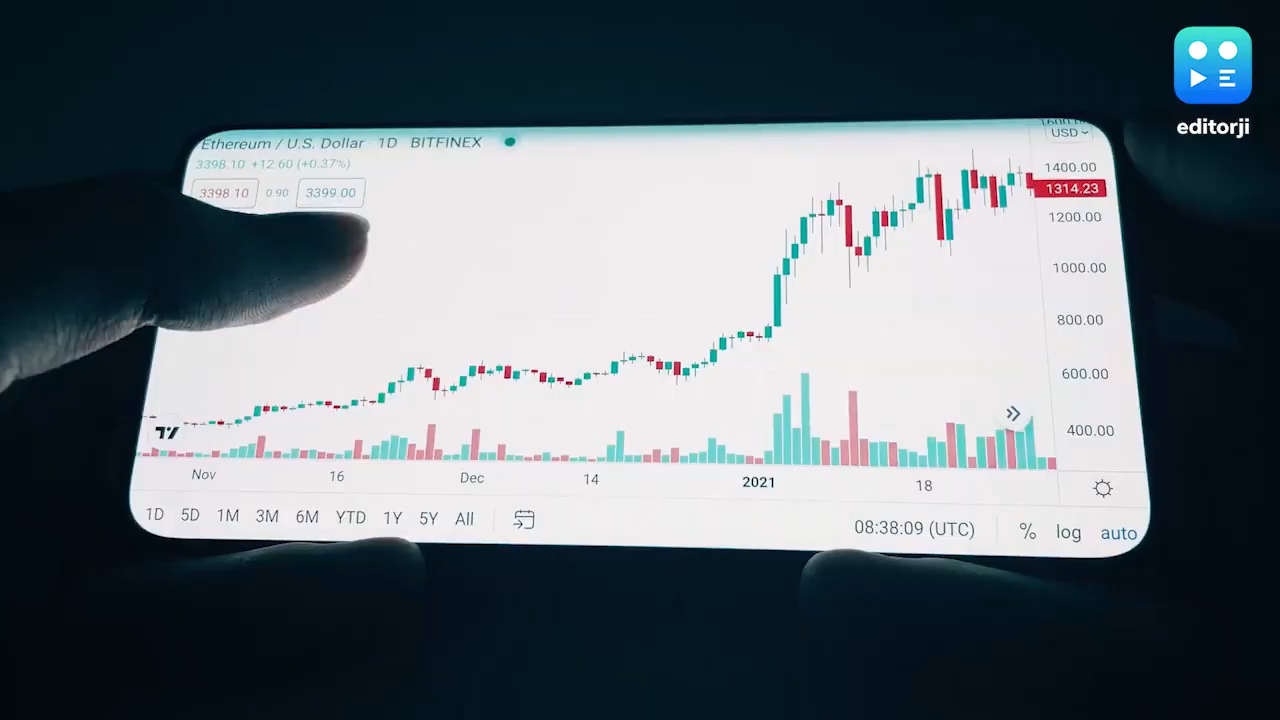 editorji
Ethereum / U.S. Dollar 1D BITFINEX
USD
3398.10 +12.60 (+0.37%)
3398.10 0.90 3399.00
1400.00
1314.23
1200.00
1000.00
800.00
600.00
400.00
Nov 16 Dec 14 2021 18
1D 5D 1M 3M 6M YTD 1Y 5Y All
08:38:09 (UTC) % log auto